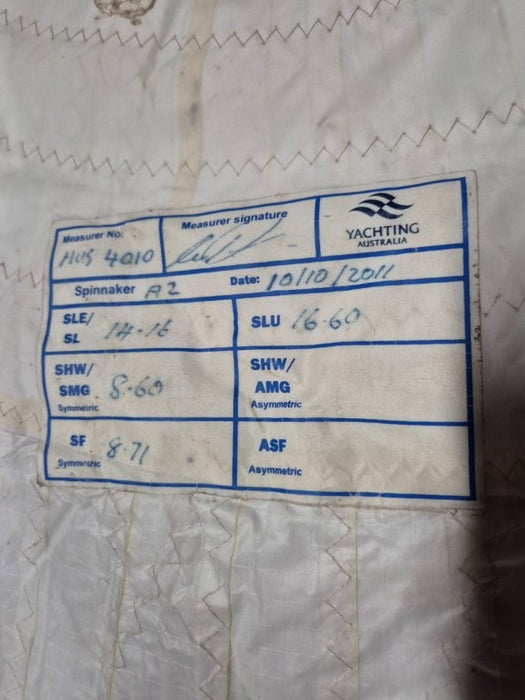 Measurer No:
AUS 4010
Measurer signature
YACHTING
AUSTRALIA
Spinnaker A2
Date: 10/10/2011
SLE/
SL 14.16
SLU 16.60
SHW/
SMG 8.60
Symmetric
SHW/
AMG
Asymmetric
SF 8.71
Symmetric
ASF
Asymmetric